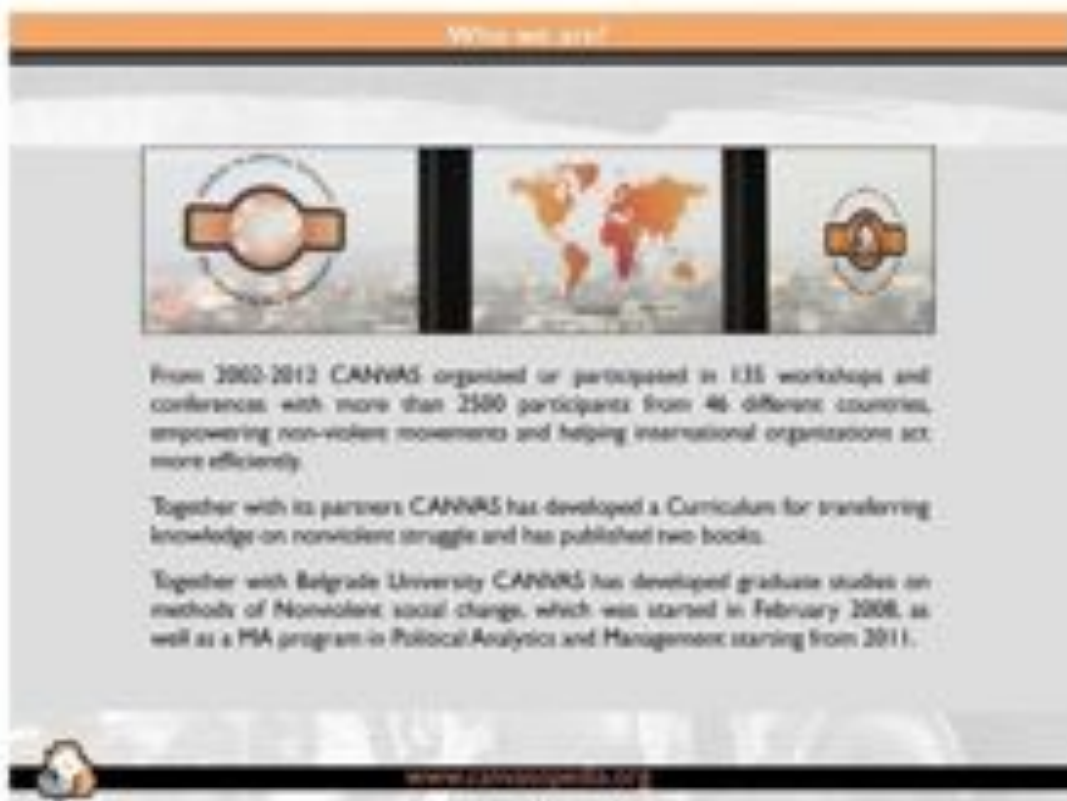 Who we are?
From 2002-2012 CANVAS organized or participated in 135 workshops and
conferences with more than 2500 participants from 46 different countries,
empowering non-violent movements and helping international organizations act
more efficiently.
Together with its partners CANVAS has developed a Curriculum for transferring
knowledge on nonviolent struggle and has published two books.
Together with Belgrade University CANVAS has developed graduate studies on
methods of Nonviolent social change, which was started in February 2008, as
well as a MA program in Political Analytics and Management starsing from 2011.
www.canvasopedia.org